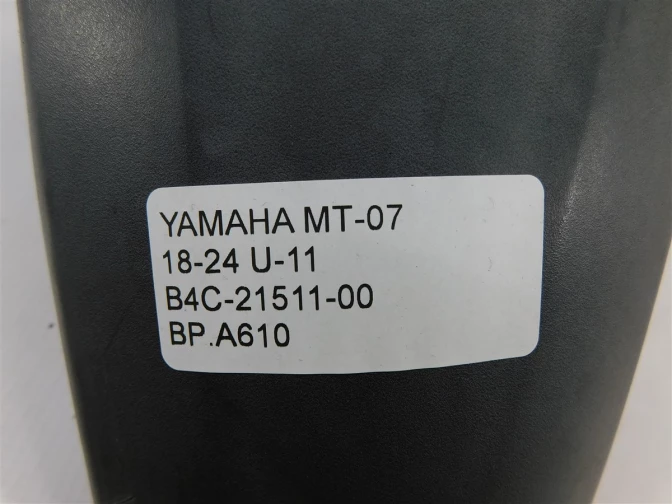 YAMAHA MT-07
18-24 U-11
B4C-21511-00
BP.A610